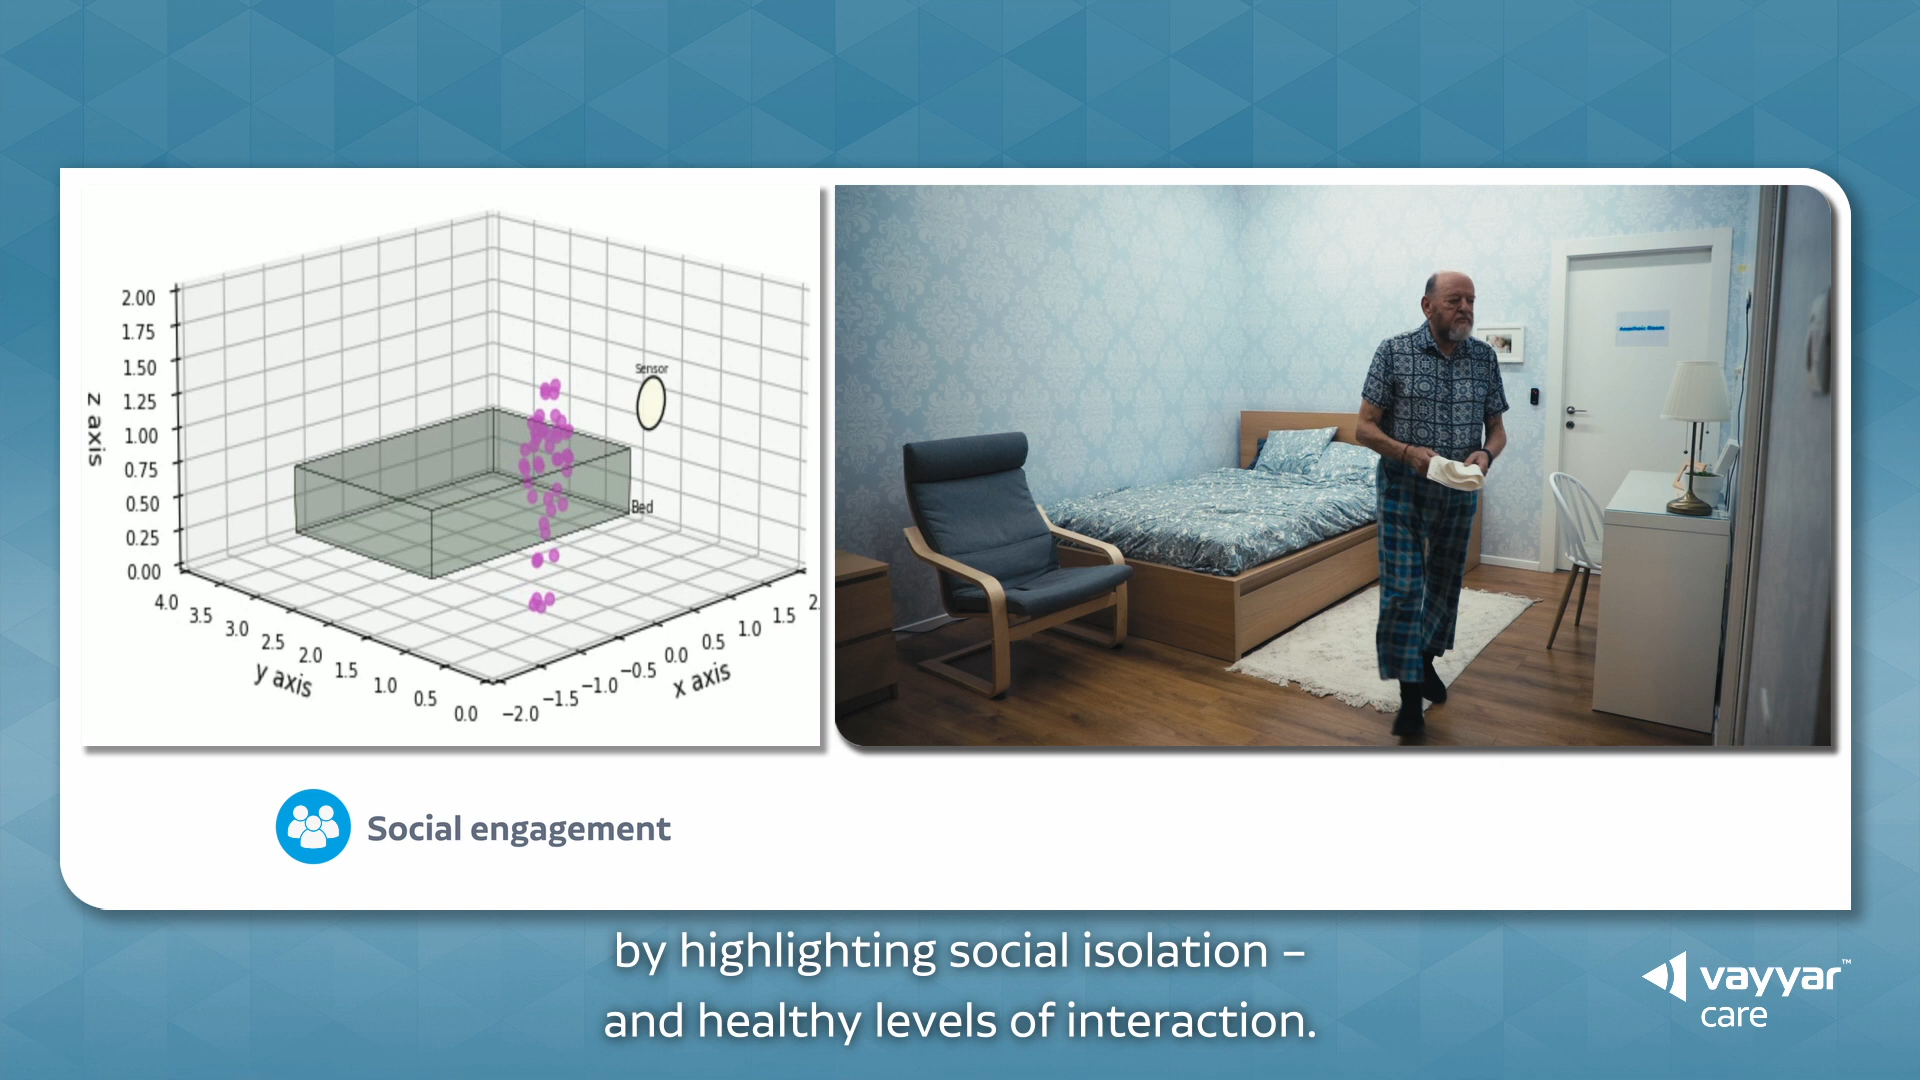 Sensor
Bed
z axis
2.00
1.75
1.50
1.25
1.00
0.75
0.50
0.25
0.00
4.0
3.5
3.0
2.5
2.0
1.5
1.0
0.5
0.0
y axis
−2.0
−1.5
−1.0
−0.5
0.0
0.5
1.0
1.5
x axis
Social engagement
by highlighting social isolation –
and healthy levels of interaction.
vayyar™
care